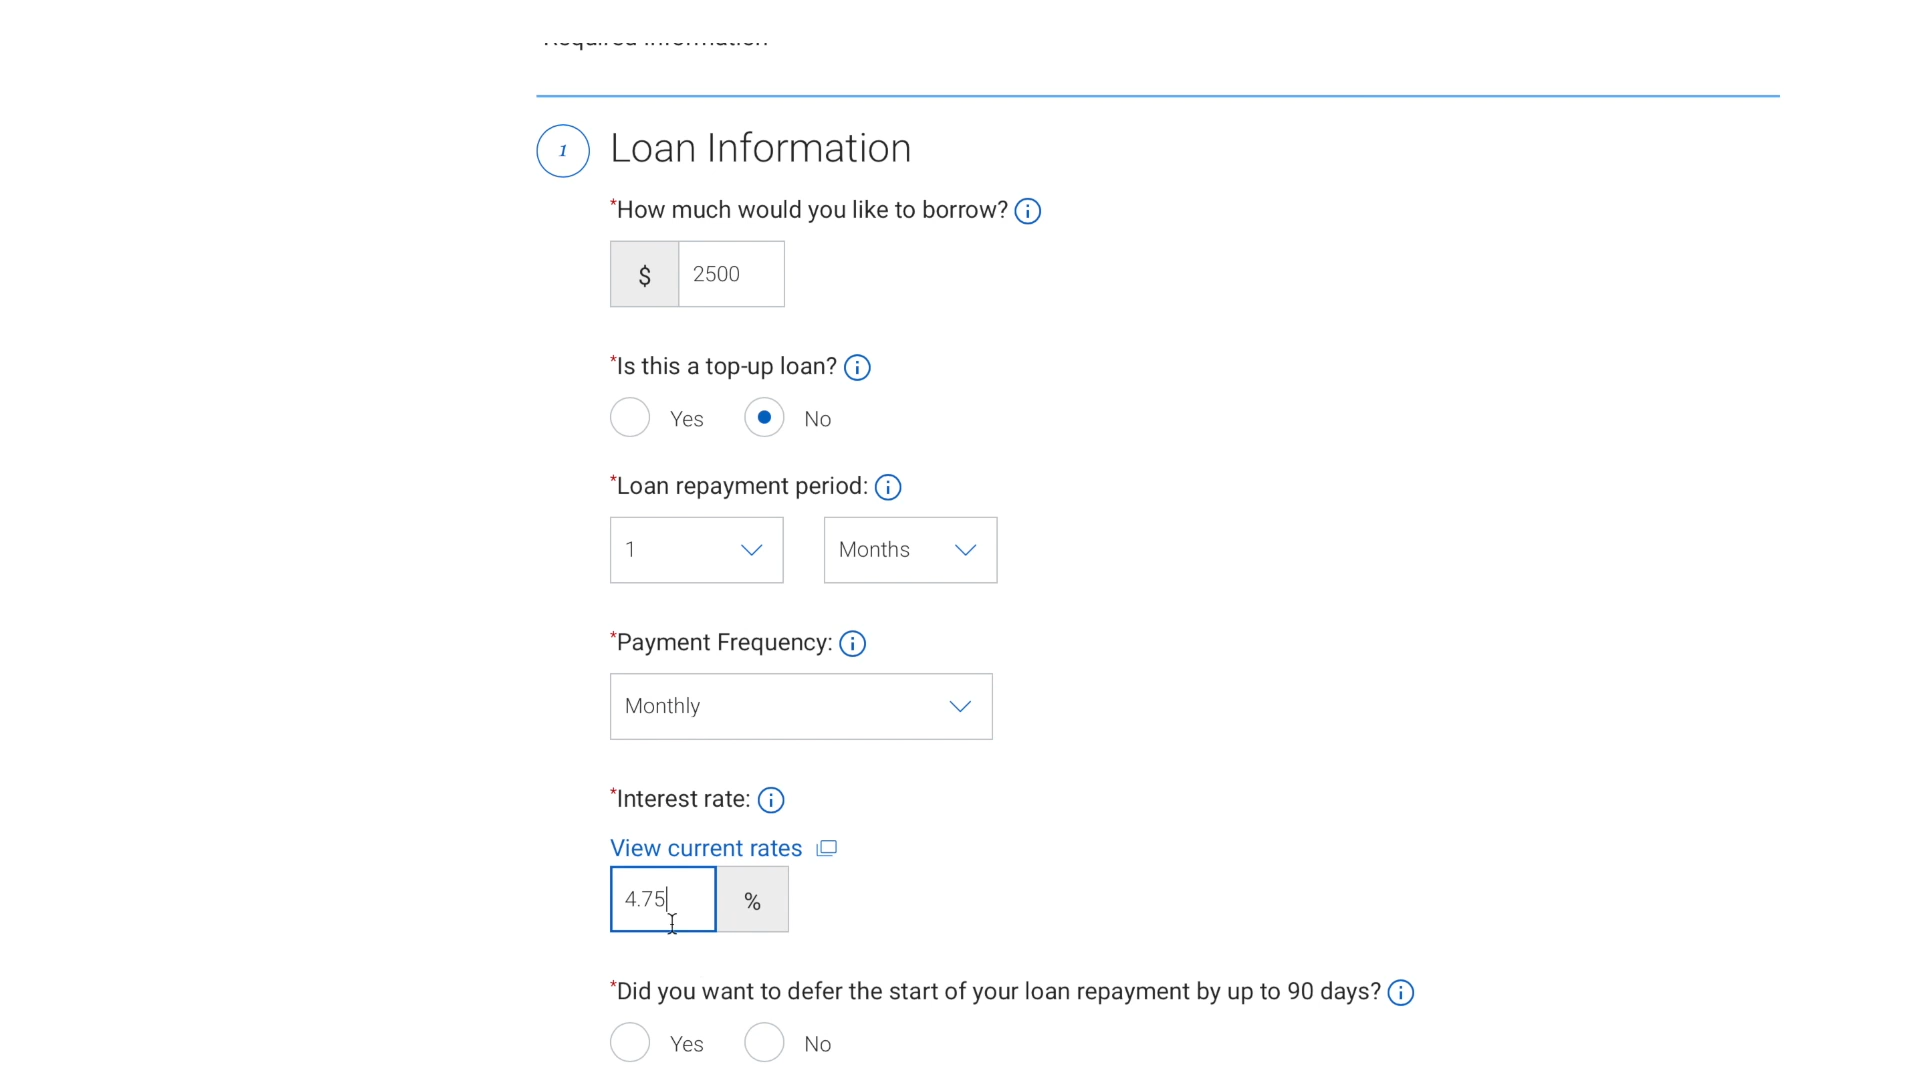 Required Information
1
Loan Information
*How much would you like to borrow? i
$ 2500
*Is this a top-up loan? i
Yes No
*Loan repayment period: i
1 Months
*Payment Frequency: i
Monthly
*Interest rate: i
View current rates
4.75 %
*Did you want to defer the start of your loan repayment by up to 90 days? i
Yes No